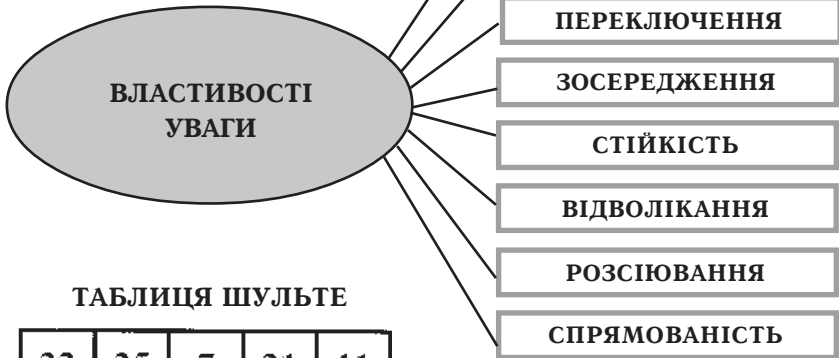 ПЕРЕКЛЮЧЕННЯ
ВЛАСТИВОСТІ
УВАГИ
ЗОСЕРЕДЖЕННЯ
СТІЙКІСТЬ
ВІДВОЛІКАННЯ
РОЗСІЮВАННЯ
СПРЯМОВАНІСТЬ
ТАБЛИЦЯ ШУЛЬТЕ